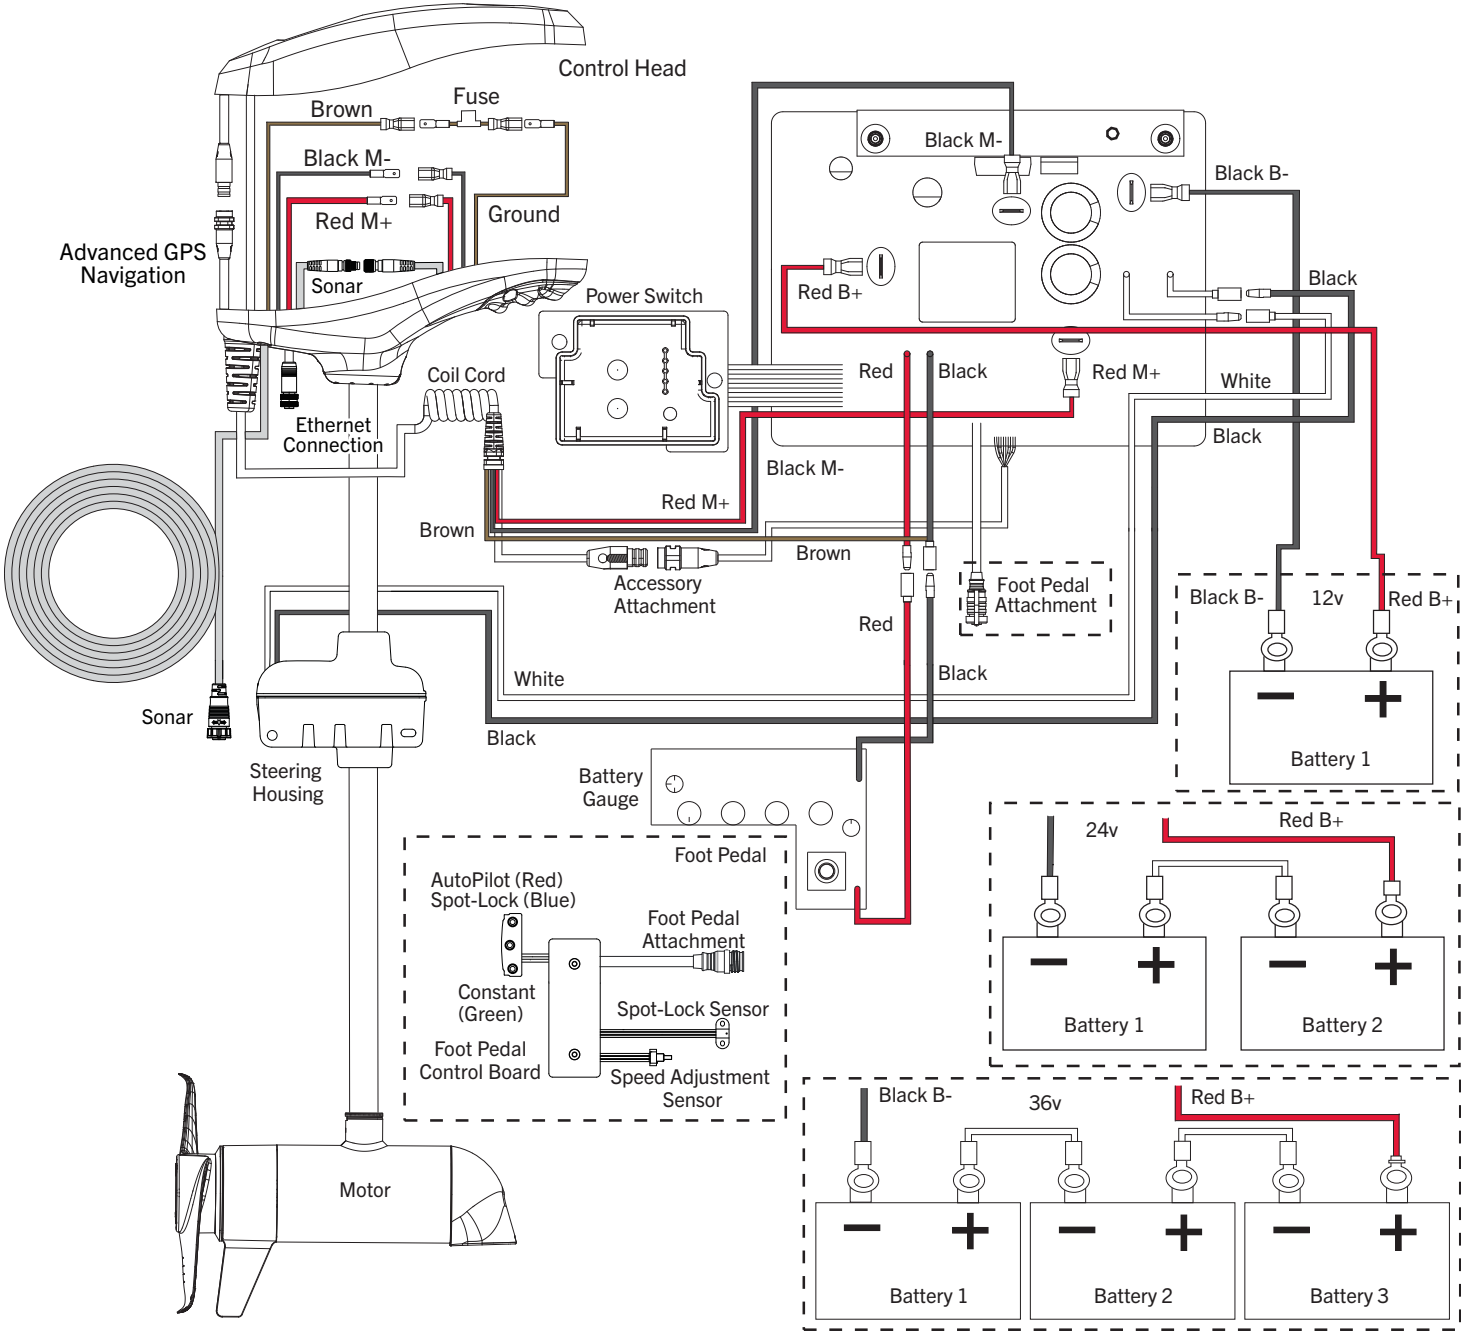 Control Head
Fuse
Brown
Black M-
Red M+
Ground
Advanced GPS
Navigation
Sonar
Power Switch
Coil Cord
Ethernet
Connection
Black M-
Black B-
Red B+
Black
Red
Black
Red M+
White
Black
Black M-
Red M+
Brown
Brown
Accessory
Attachment
Foot Pedal
Attachment
Red
Black
White
Black
Sonar
Steering
Housing
Battery
Gauge
Foot Pedal
Black B-
12v
Red B+
Battery 1
24v
Red B+
Battery 1
Battery 2
AutoPilot (Red)
Spot-Lock (Blue)
Foot Pedal
Attachment
Constant
(Green)
Spot-Lock Sensor
Foot Pedal
Control Board
Speed Adjustment
Sensor
Black B-
36v
Red B+
Battery 1
Battery 2
Battery 3
Motor